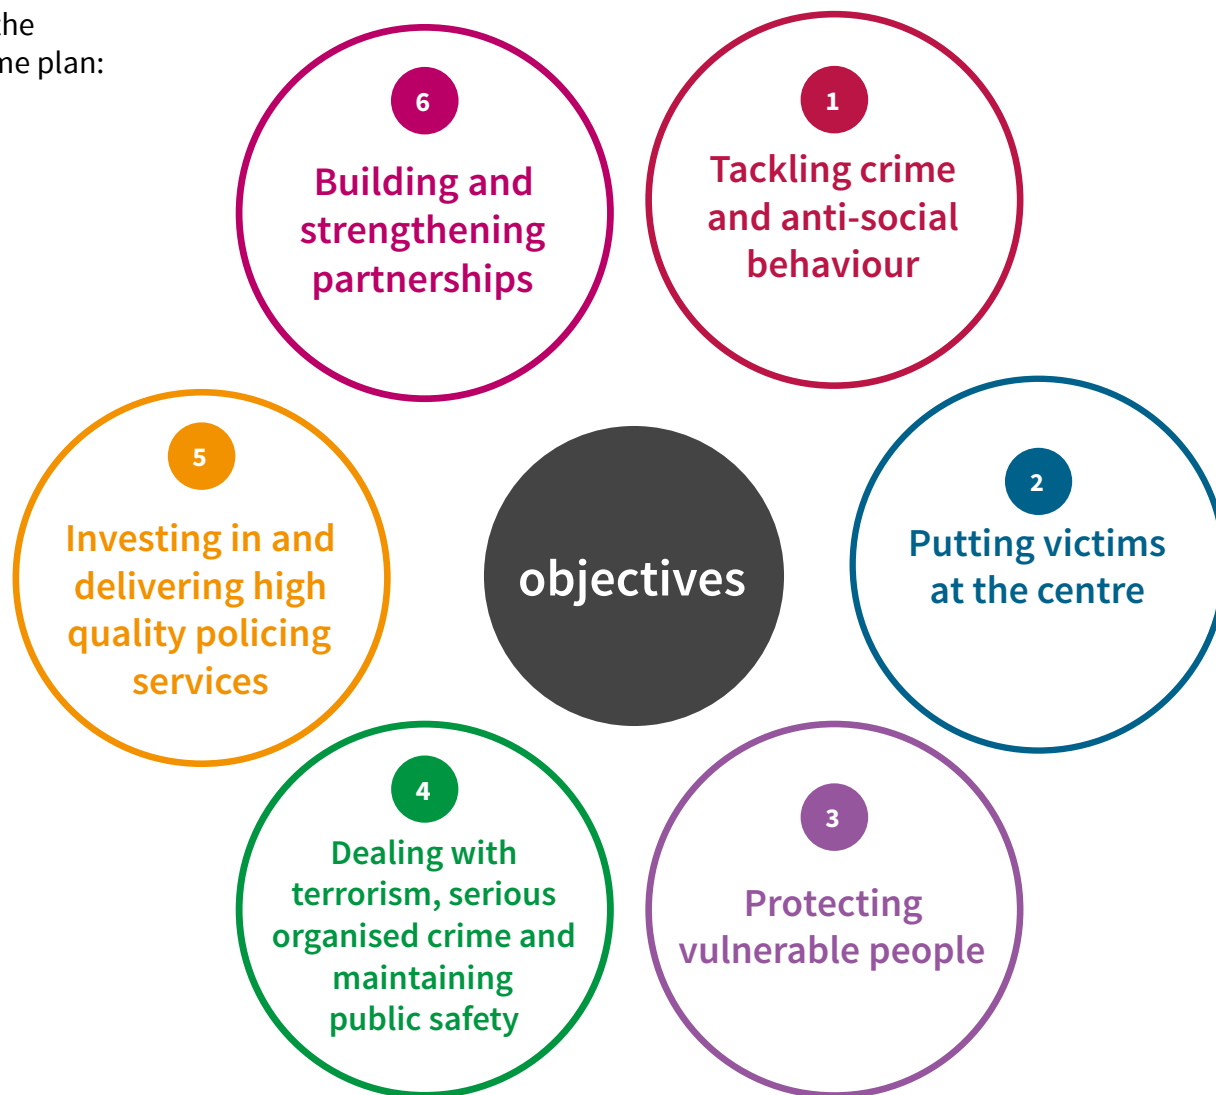 the
me plan:
6
Building and
strengthening
partnerships
1
Tackling crime
and anti-social
behaviour
5
Investing in and
delivering high
quality policing
services
objectives
2
Putting victims
at the centre
4
Dealing with
terrorism, serious
organised crime and
maintaining
public safety
3
Protecting
vulnerable people